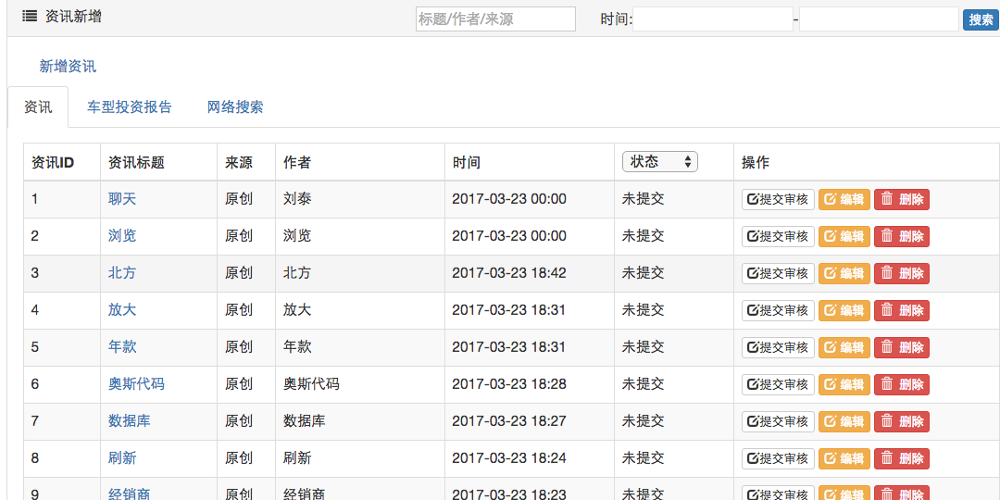 资讯新增 标题/作者/来源 时间: - 搜索
新增资讯
资讯 车型投资报告 网络搜索
资讯ID 资讯标题 来源 作者 时间 状态 操作
1 聊天 原创 刘泰 2017-03-23 00:00 未提交 提交审核 编辑 删除
2 浏览 原创 浏览 2017-03-23 00:00 未提交 提交审核 编辑 删除
3 北方 原创 北方 2017-03-23 18:42 未提交 提交审核 编辑 删除
4 放大 原创 放大 2017-03-23 18:31 未提交 提交审核 编辑 删除
5 年款 原创 年款 2017-03-23 18:31 未提交 提交审核 编辑 删除
6 奥斯代码 原创 奥斯代码 2017-03-23 18:28 未提交 提交审核 编辑 删除
7 数据库 原创 数据库 2017-03-23 18:27 未提交 提交审核 编辑 删除
8 刷新 原创 刷新 2017-03-23 18:24 未提交 提交审核 编辑 删除
9 经销商 原创 经销商 2017-03-23 18:23 未提交 提交审核 编辑 删除